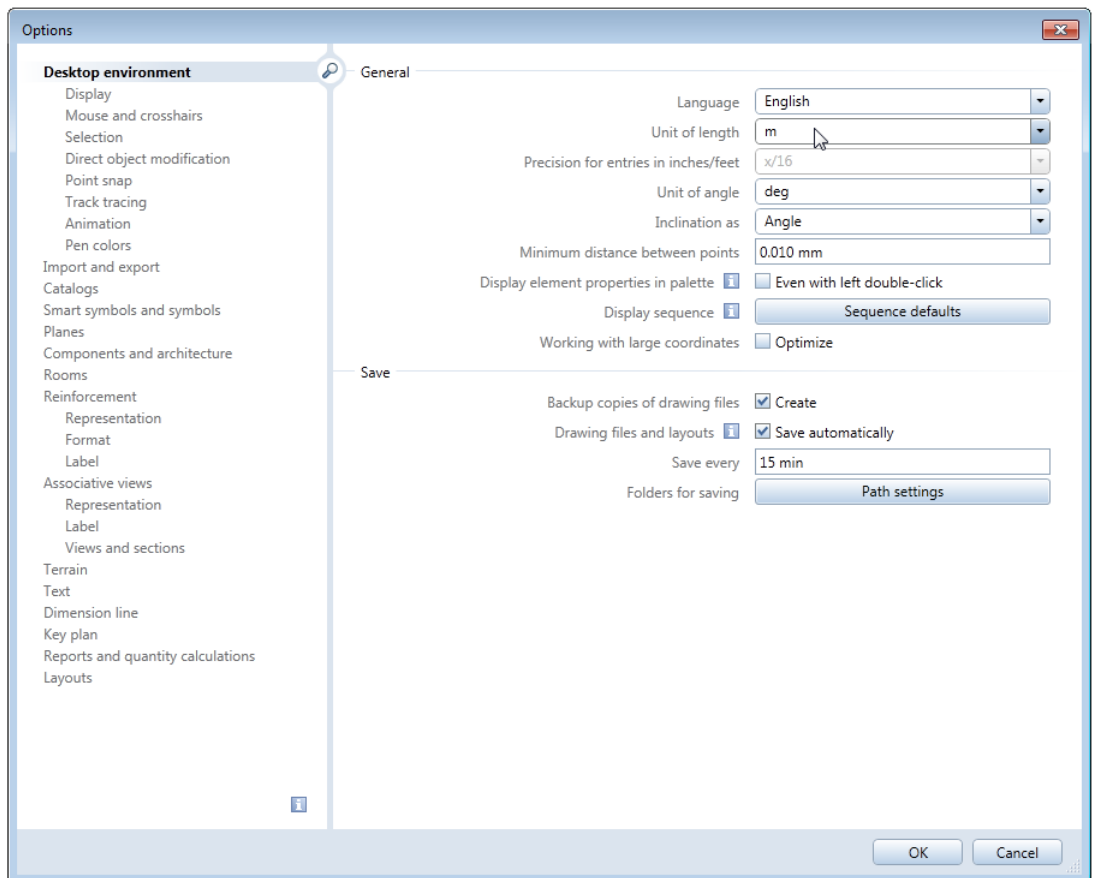 Options
Desktop environment
Display
Mouse and crosshairs
Selection
Direct object modification
Point snap
Track tracing
Animation
Pen colors
Import and export
Catalogs
Smart symbols and symbols
Planes
Components and architecture
Rooms
Reinforcement
Representation
Format
Label
Associative views
Representation
Label
Views and sections
Terrain
Text
Dimension line
Key plan
Reports and quantity calculations
Layouts
General
Language English
Unit of length m
Precision for entries in inches/feet x/16
Unit of angle deg
Inclination as Angle
Minimum distance between points 0.010 mm
Display element properties in palette Even with left double-click
Display sequence Sequence defaults
Working with large coordinates Optimize
Save
Backup copies of drawing files Create
Drawing files and layouts Save automatically
Save every 15 min
Folders for saving Path settings
OK Cancel